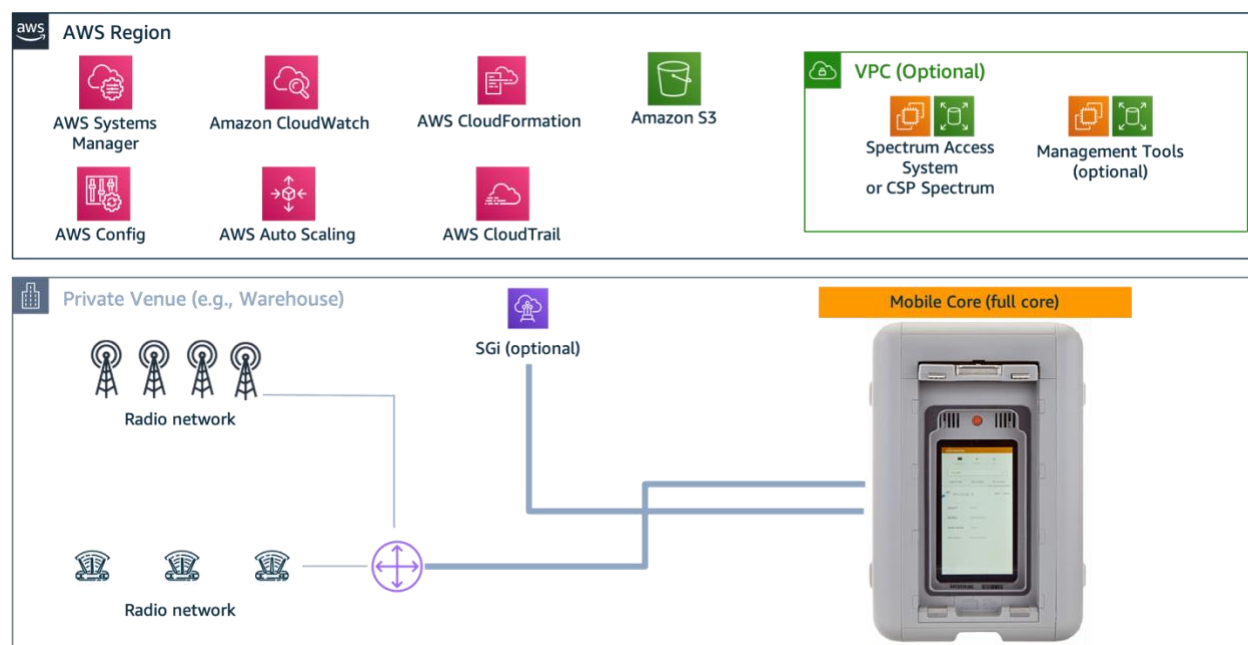 aws
AWS Region
AWS Systems
Manager
Amazon CloudWatch
AWS CloudFormation
Amazon S3
AWS Config
AWS Auto Scaling
AWS CloudTrail
VPC (Optional)
Spectrum Access
System
or CSP Spectrum
Management Tools
(optional)
Private Venue (e.g., Warehouse)
Radio network
SGi (optional)
Mobile Core (full core)
Radio network